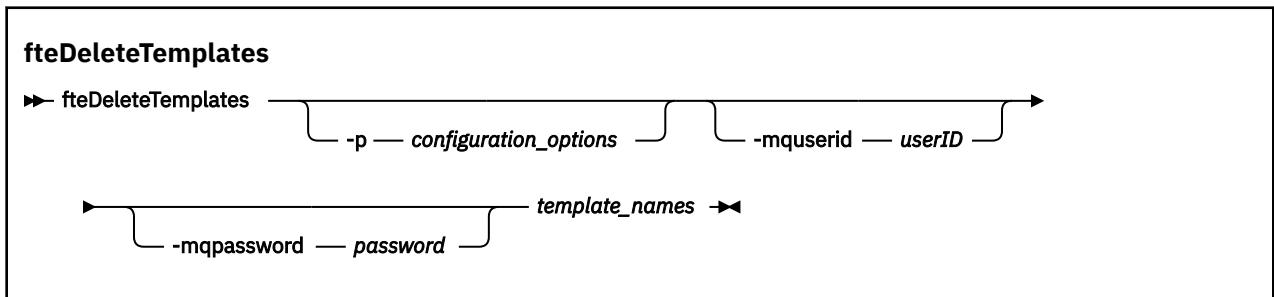 fteDeleteTemplates
fteDeleteTemplates
-p configuration_options -mquserid userID
template_names
-mqpassword password